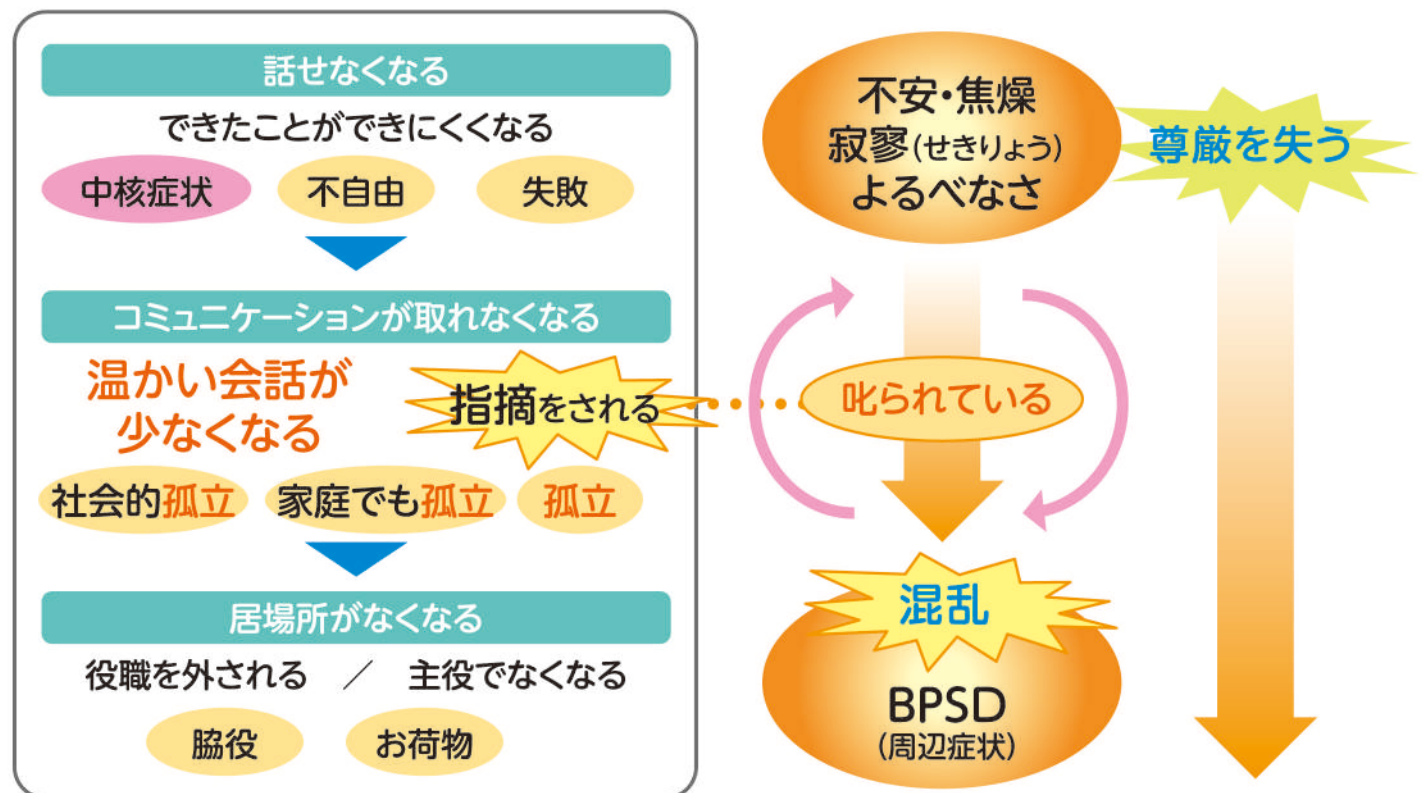 話せなくなる
できたことができにくくなる
中核症状 不自由 失敗
コミュニケーションが取れなくなる
温かい会話が
少なくなる
指摘をされる
社会的孤立 家庭でも孤立 孤立
居場所がなくなる
役職を外される / 主役でなくなる
脇役 お荷物
不安・焦燥
寂寥(せきりょう)
よるべなさ
尊厳を失う
叱られている
混乱
BPSD
(周辺症状)